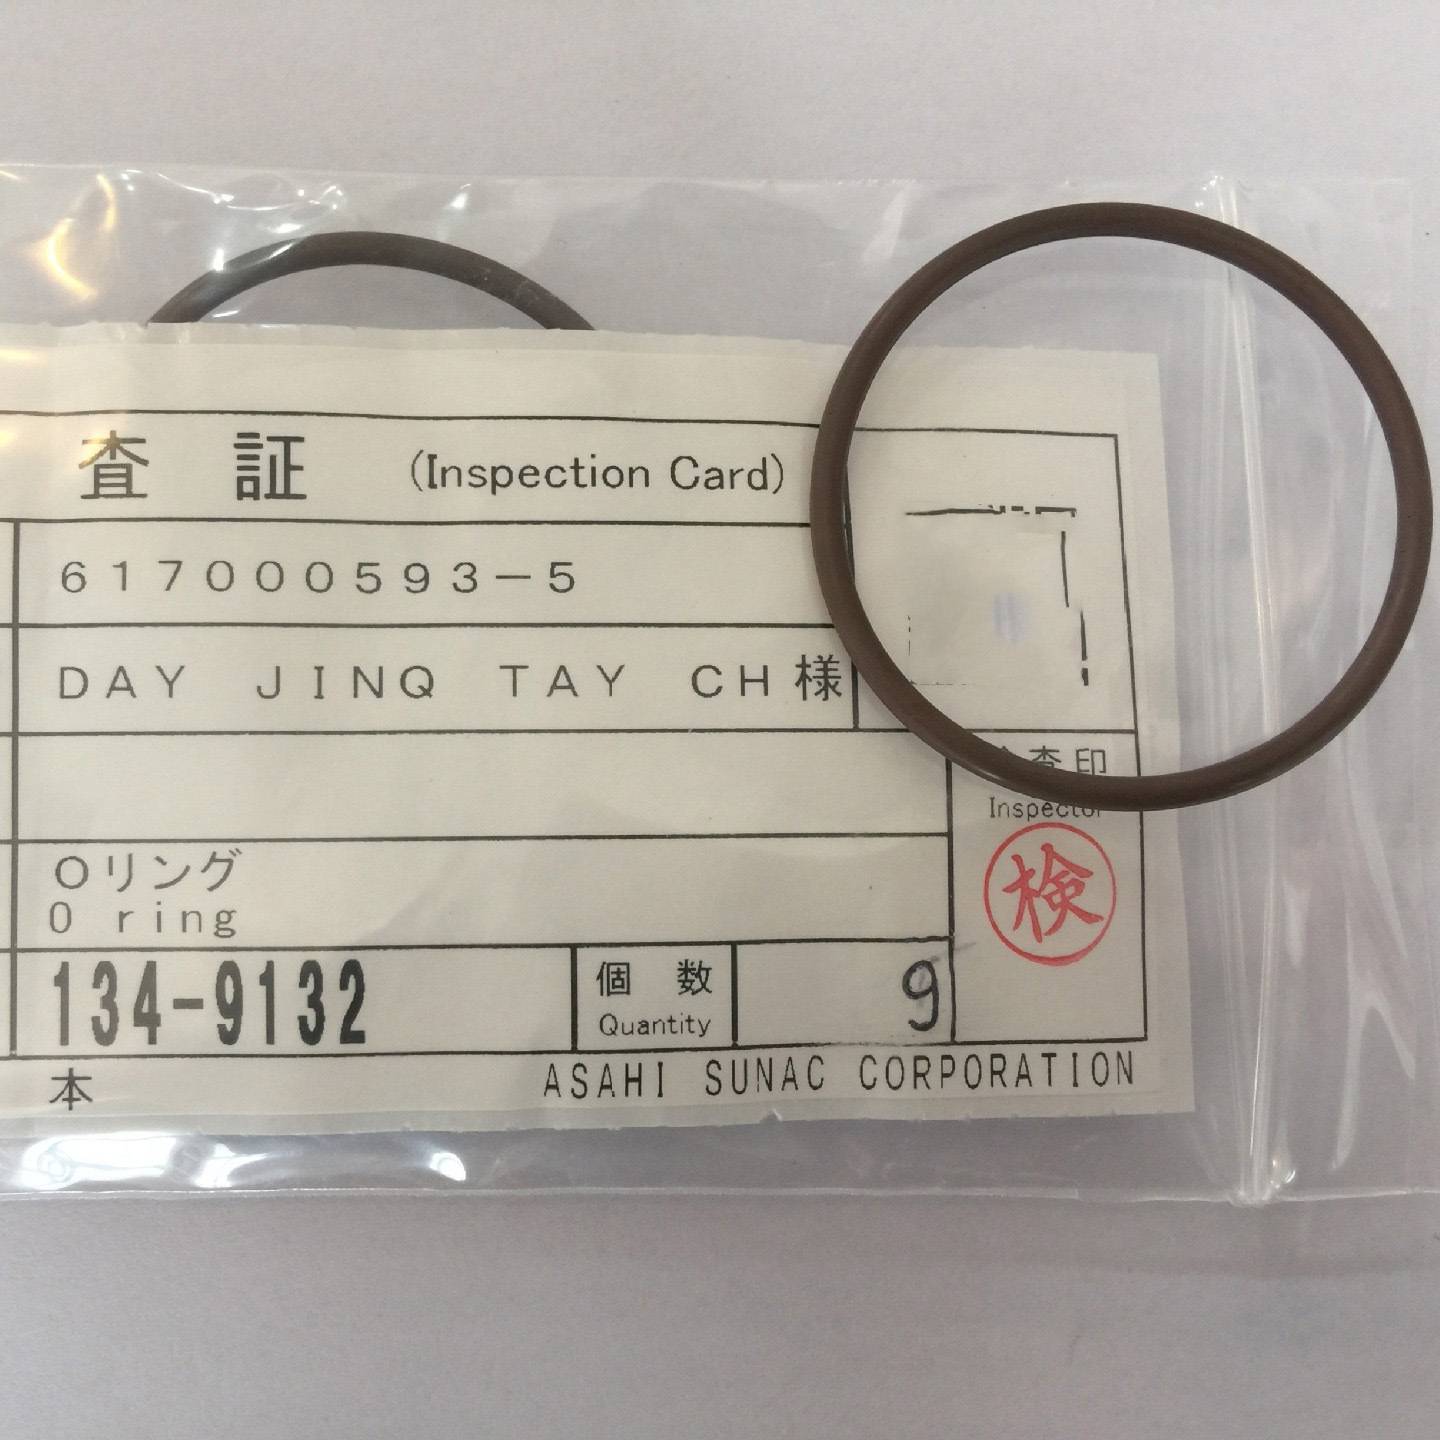 査 証 (Inspection Card)
617000593-5
DAY JINQ TAY CH様
査印
Inspector
検
Oリング
O ring
134-9132
個 数
Quantity
9
本
ASAHI SUNAC CORPORATION